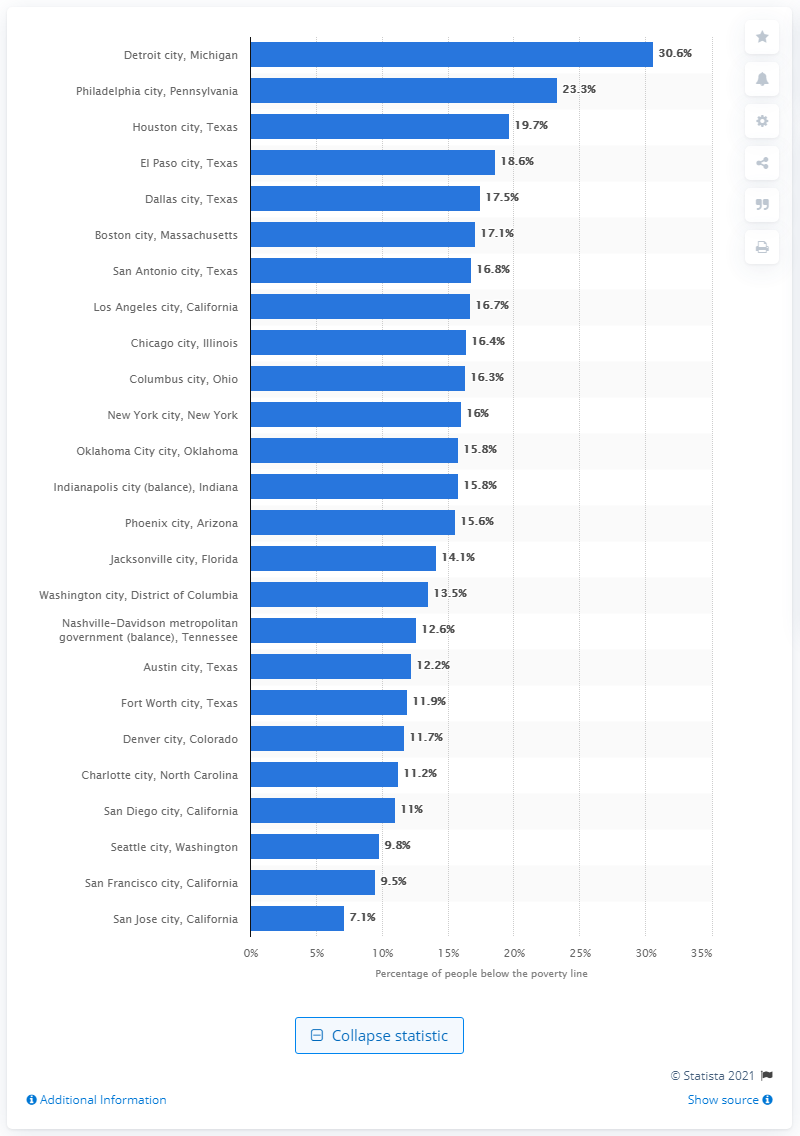 Detroit city, Michigan 30.6%
Philadelphia city, Pennsylvania 23.3%
Houston city, Texas 19.7%
El Paso city, Texas 18.6%
Dallas city, Texas 17.5%
Boston city, Massachusetts 17.1%
San Antonio city, Texas 16.8%
Los Angeles city, California 16.7%
Chicago city, Illinois 16.4%
Columbus city, Ohio 16.3%
New York city, New York 16%
Oklahoma City city, Oklahoma 15.8%
Indianapolis city (balance), Indiana 15.8%
Phoenix city, Arizona 15.6%
Jacksonville city, Florida 14.1%
Washington city, District of Columbia 13.5%
Nashville-Davidson metropolitan
government (balance), Tennessee 12.6%
Austin city, Texas 12.2%
Fort Worth city, Texas 11.9%
Denver city, Colorado 11.7%
Charlotte city, North Carolina 11.2%
San Diego city, California 11%
Seattle city, Washington 9.8%
San Francisco city, California 9.5%
San Jose city, California 7.1%
0% 5% 10% 15% 20% 25% 30% 35%
Percentage of people below the poverty line
Collapse statistic
© Statista 2021
Additional Information Show source